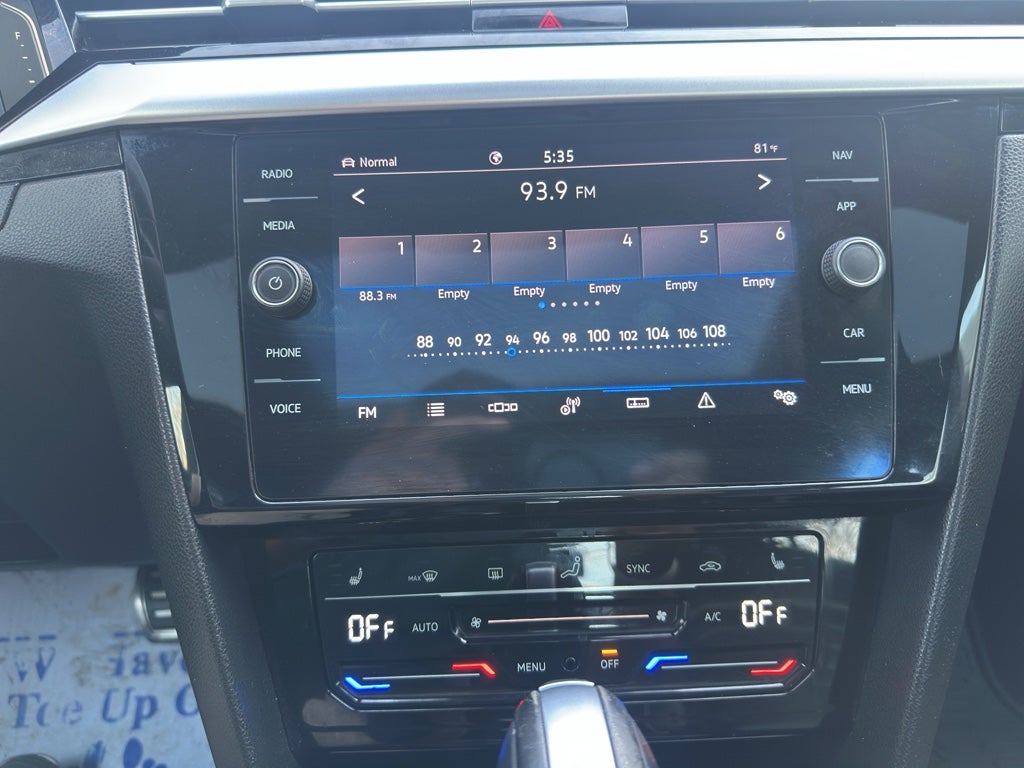 F
RADIO
MEDIA
PHONE
VOICE
Normal 5:35 81°F
< 93.9 FM >
1 2 3 4 5 6
88.3 FM Empty Empty Empty Empty Empty
88 90 92 94 96 98 100 102 104 106 108
FM
NAV
APP
CAR
MENU
MAX SYNC
OFF AUTO A/C OFF
MENU OFF
Up